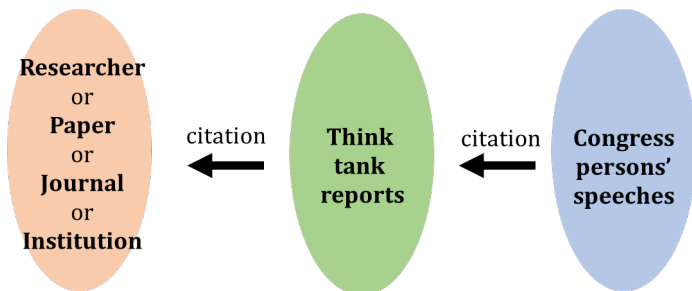 Researcher
or
Paper
or
Journal
or
Institution
citation
Think
tank
reports
citation
Congress
persons’
speeches